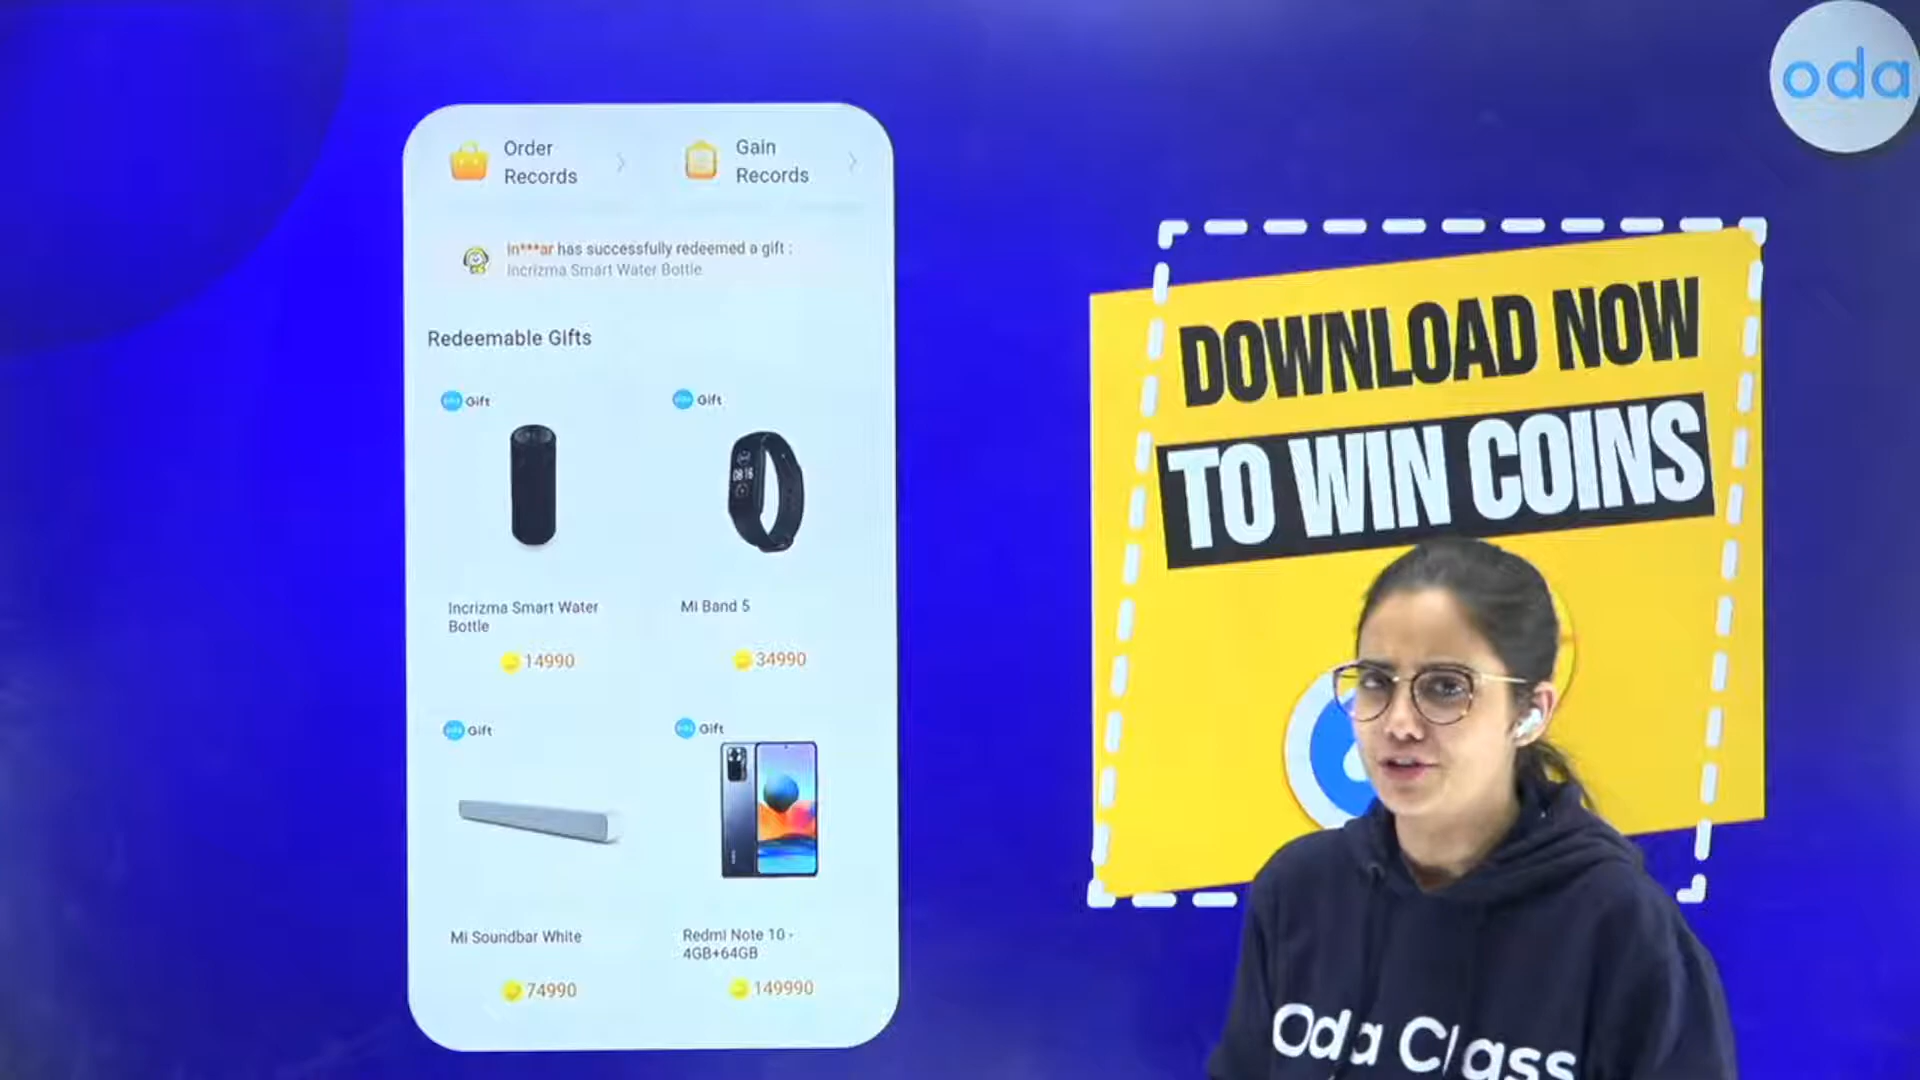 oda
Order
Records
Gain
Records
In***ar has successfully redeemed a gift :
Incrizma Smart Water Bottle
Redeemable Gifts
Gift
Gift
08 16
Incrizma Smart Water
Bottle
14990
Mi Band 5
34990
Gift
Gift
Mi Soundbar White
74990
Redmi Note 10 -
4GB+64GB
149990
DOWNLOAD NOW
TO WIN COINS
Oda Class